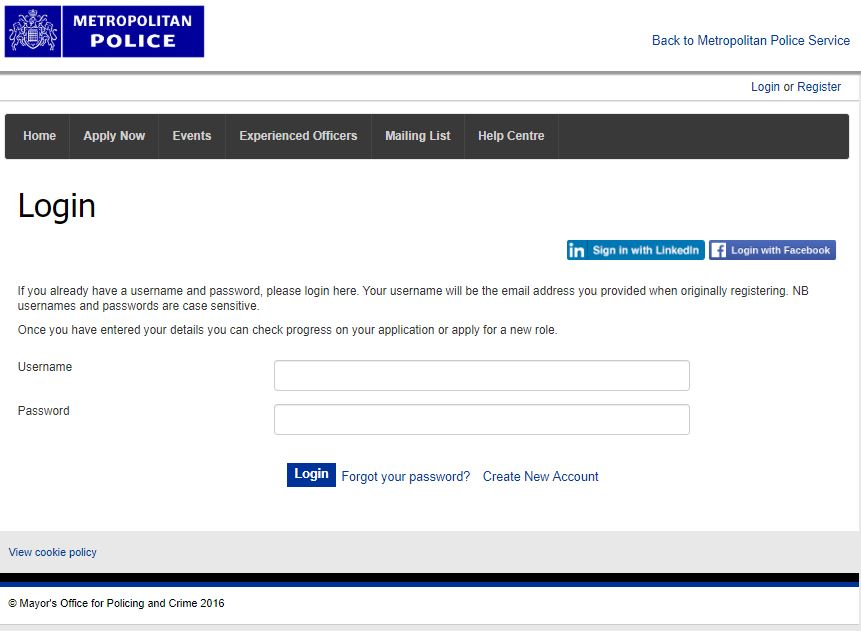 METROPOLITAN
POLICE
Back to Metropolitan Police Service
Login or Register
Home Apply Now Events Experienced Officers Mailing List Help Centre
Login
in Sign in with LinkedIn f Login with Facebook
If you already have a username and password, please login here. Your username will be the email address you provided when originally registering. NB
usernames and passwords are case sensitive.
Once you have entered your details you can check progress on your application or apply for a new role.
Username
Password
Login Forgot your password? Create New Account
View cookie policy
© Mayor's Office for Policing and Crime 2016